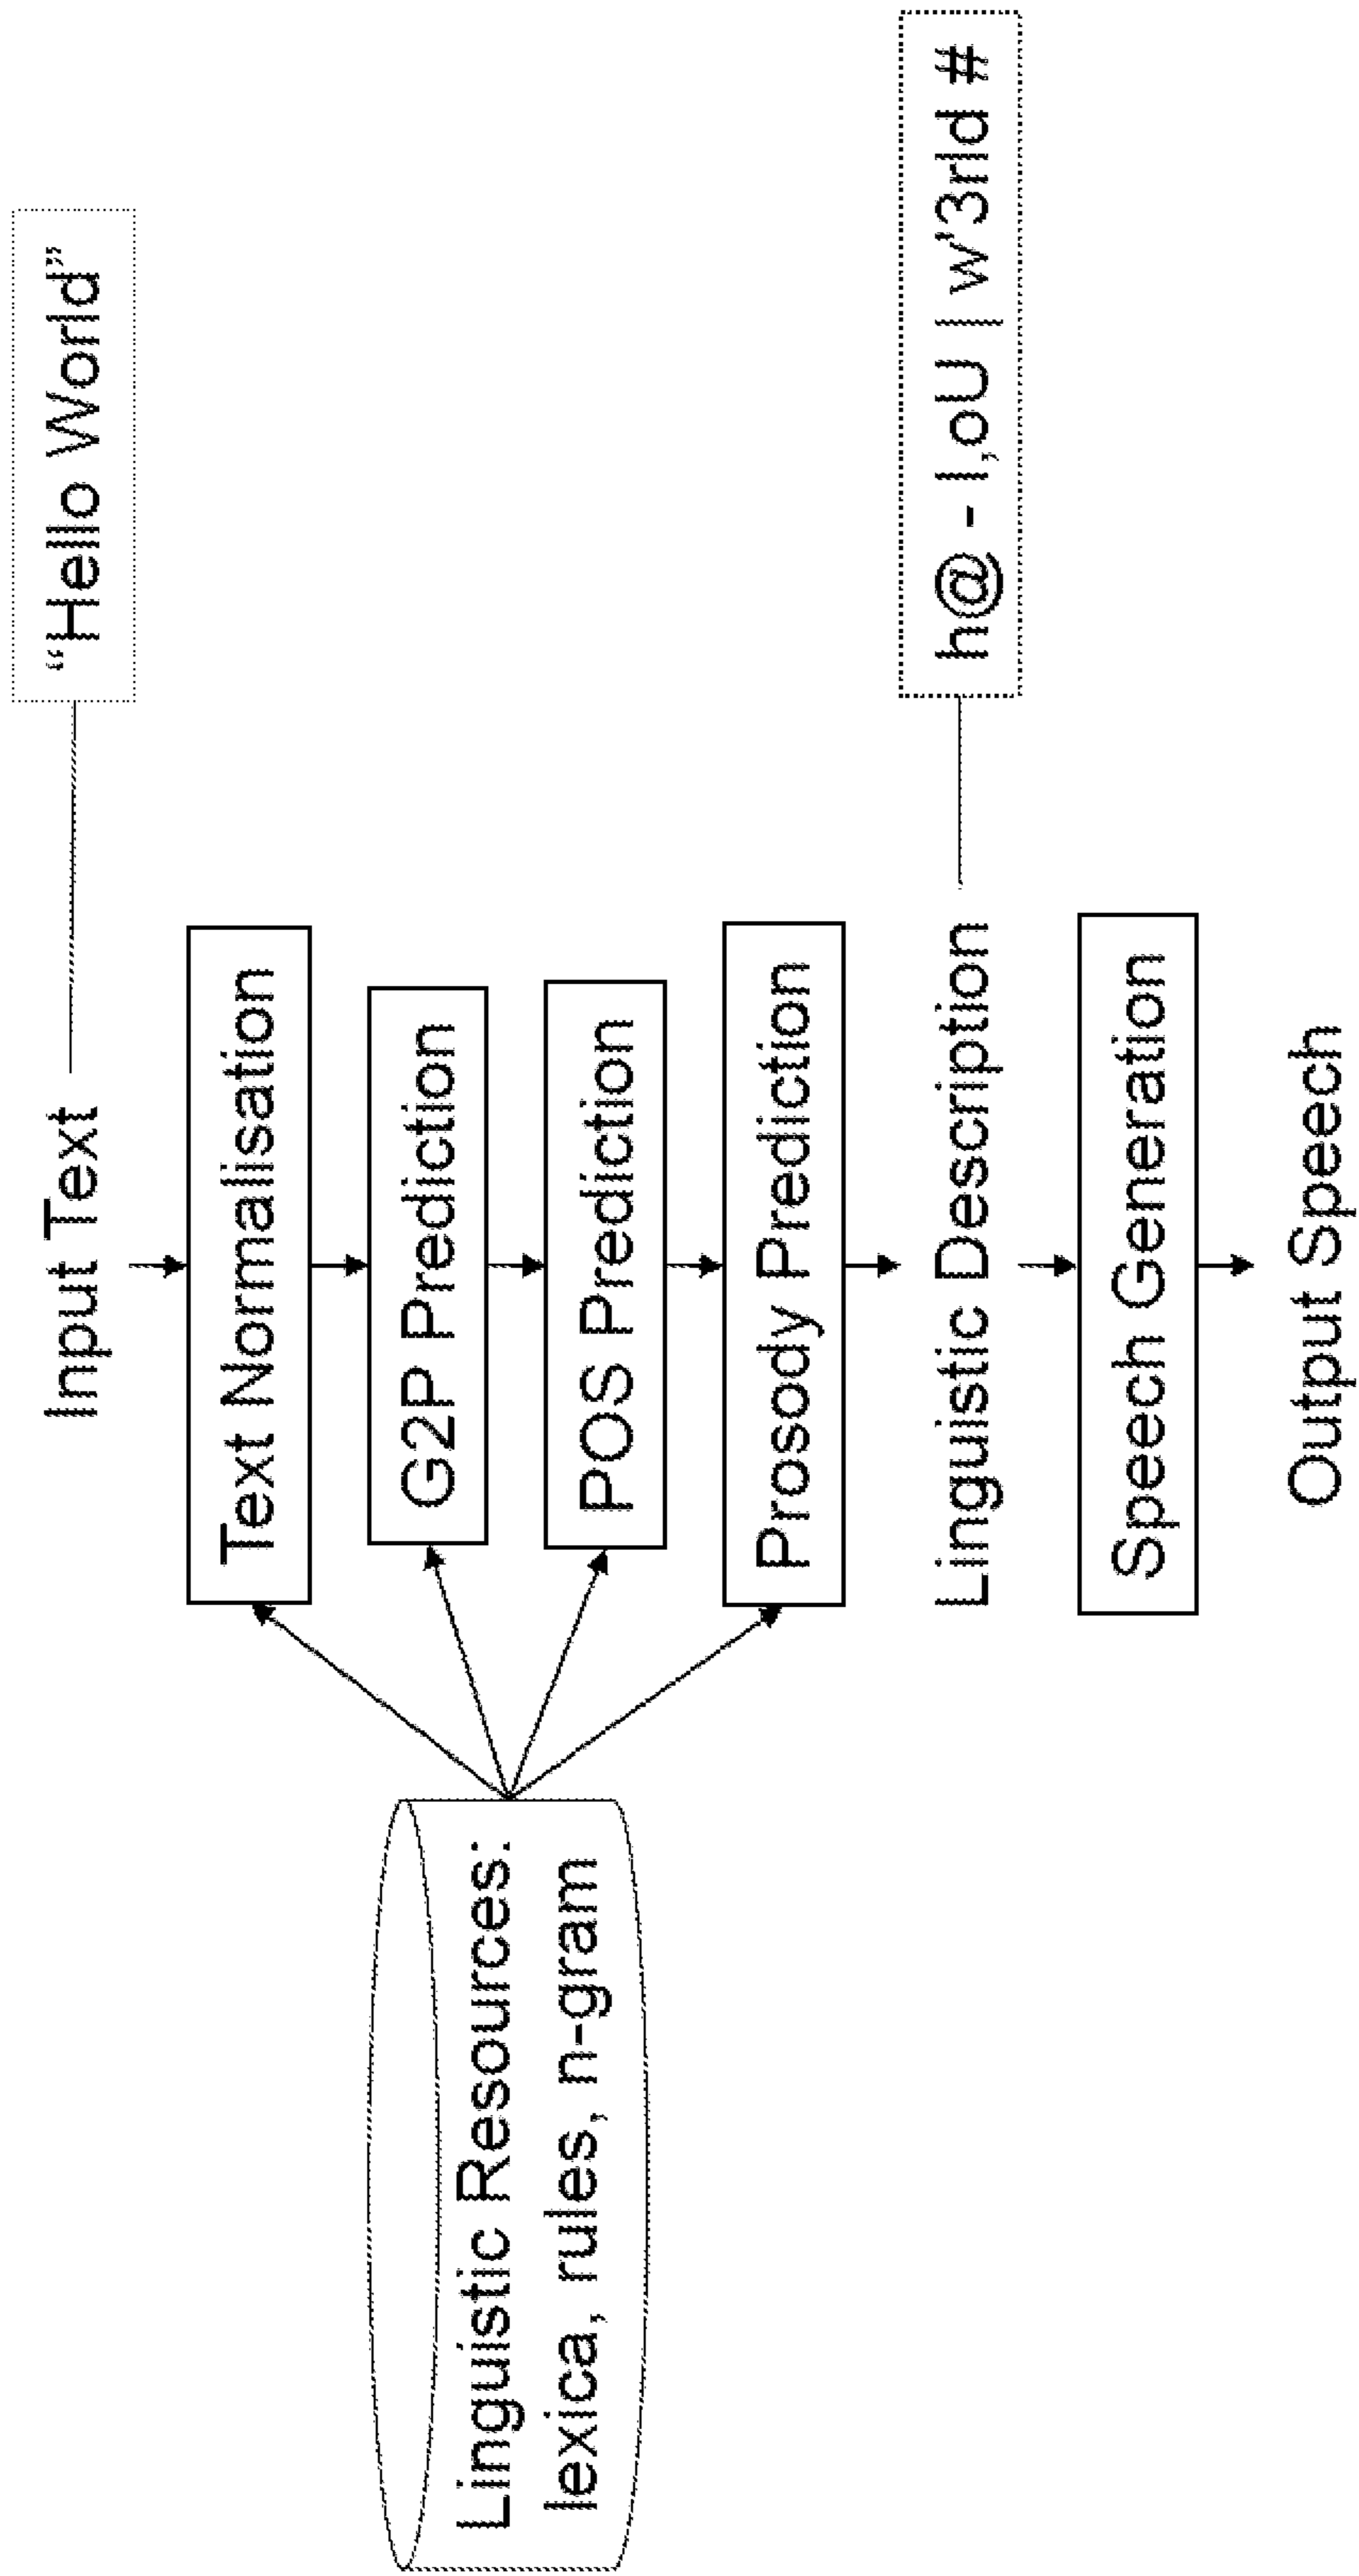 Input Text
“Hello World”
Text Normalisation
G2P Prediction
POS Prediction
Prosody Prediction
Linguistic Resources:
lexica, rules, n-gram
Linguistic Description
h@ - l,oU | w'3rld #
Speech Generation
Output Speech